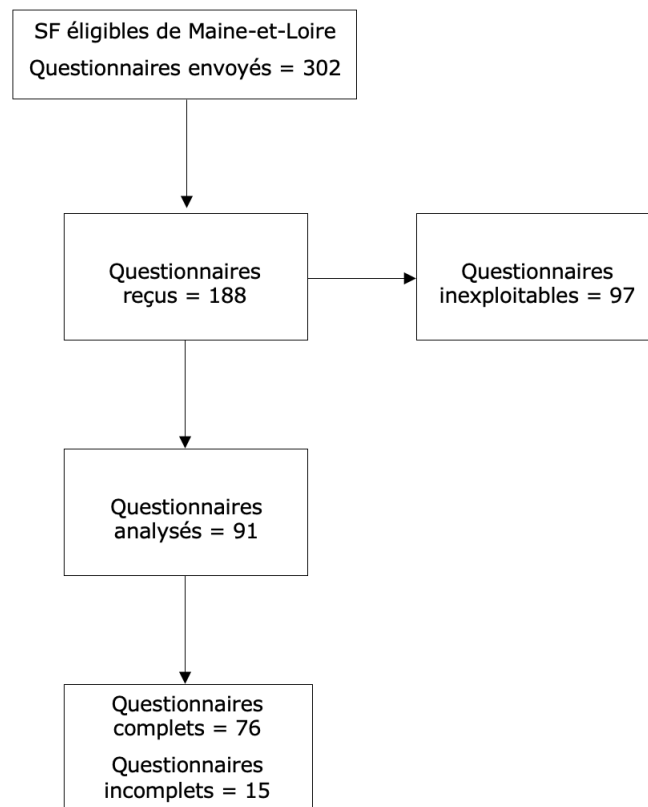 SF éligibles de Maine-et-Loire
Questionnaires envoyés = 302
Questionnaires
reçus = 188
Questionnaires
inexploitables = 97
Questionnaires
analysés = 91
Questionnaires
complets = 76
Questionnaires
incomplets = 15